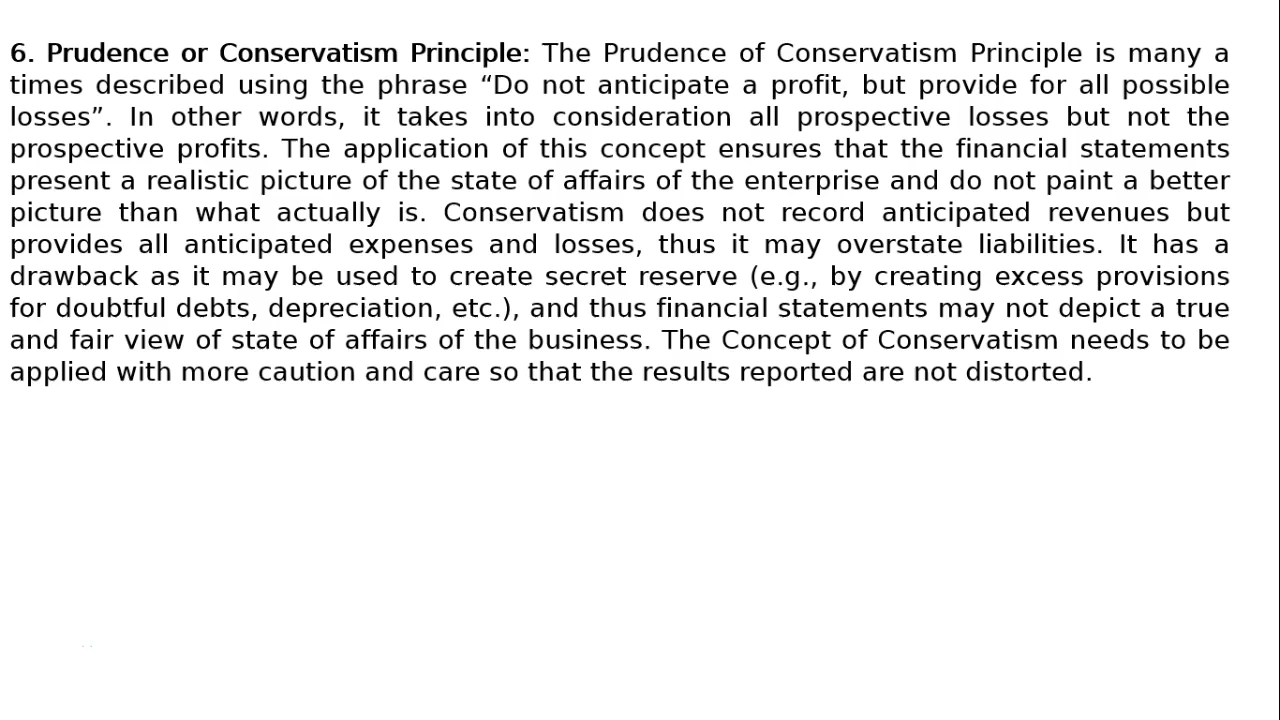 6. Prudence or Conservatism Principle: The Prudence of Conservatism Principle is many a
times described using the phrase “Do not anticipate a profit, but provide for all possible
losses”. In other words, it takes into consideration all prospective losses but not the
prospective profits. The application of this concept ensures that the financial statements
present a realistic picture of the state of affairs of the enterprise and do not paint a better
picture than what actually is. Conservatism does not record anticipated revenues but
provides all anticipated expenses and losses, thus it may overstate liabilities. It has a
drawback as it may be used to create secret reserve (e.g., by creating excess provisions
for doubtful debts, depreciation, etc.), and thus financial statements may not depict a true
and fair view of state of affairs of the business. The Concept of Conservatism needs to be
applied with more caution and care so that the results reported are not distorted.